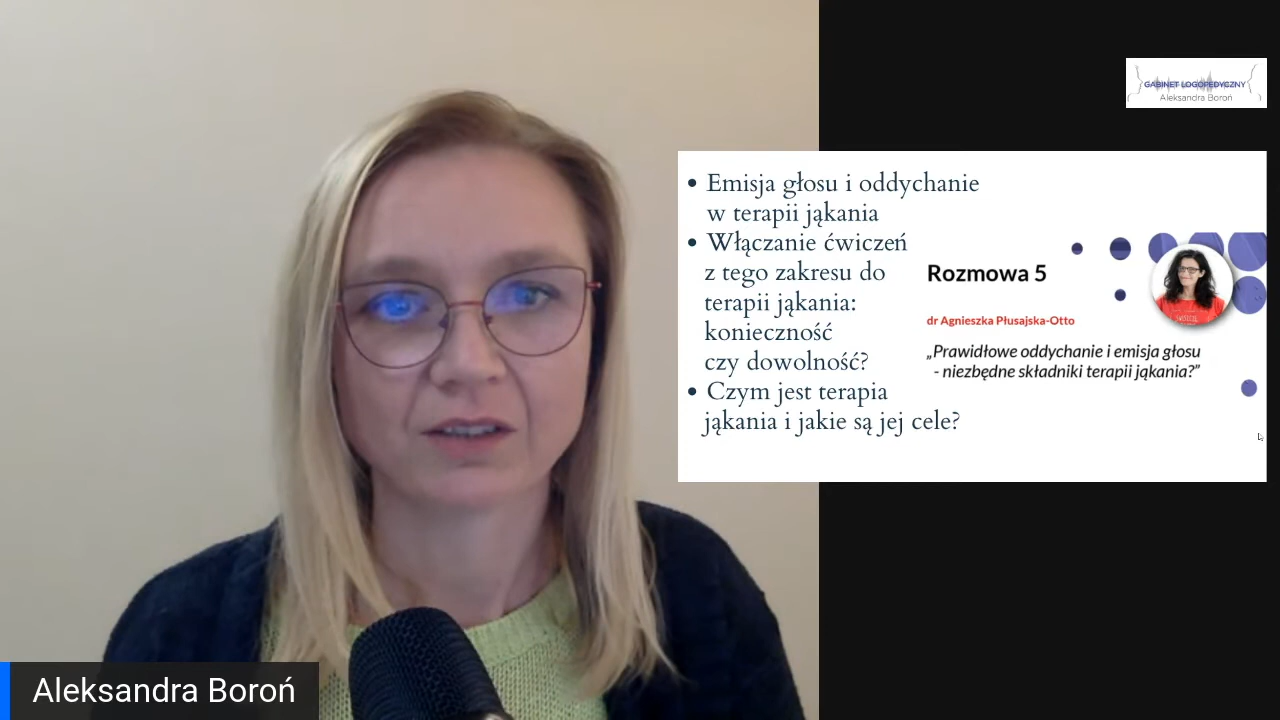 GABINET LOGOPEDYCZNY
Aleksandra Boroń
• Emisja głosu i oddychanie
w terapii jąkania
• Włączanie ćwiczeń
z tego zakresu do
terapii jąkania:
konieczność
czy dowolność?
• Czym jest terapia
jąkania i jakie są jej cele?
Rozmowa 5
dr Agnieszka Płusajska-Otto
„Prawidłowe oddychanie i emisja głosu
- niezbędne składniki terapii jąkania?”
Aleksandra Boroń